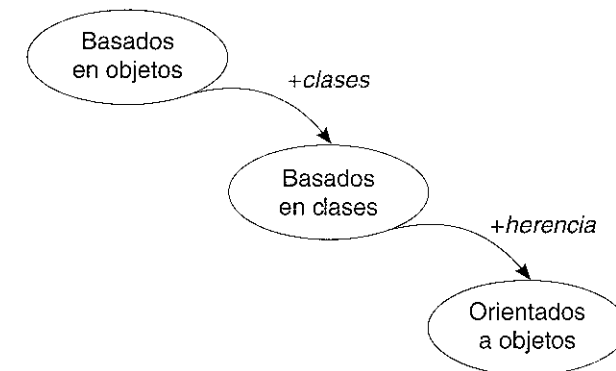 Basados
en objetos
+clases
Basados
en clases
+herencia
Orientados
a objetos